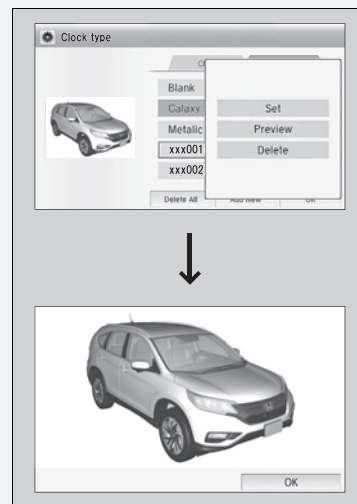 Clock type
Blank
Galaxy
Metalic
xxx001
xxx002
Set
Preview
Delete
Delete All
Add New
OK
OK